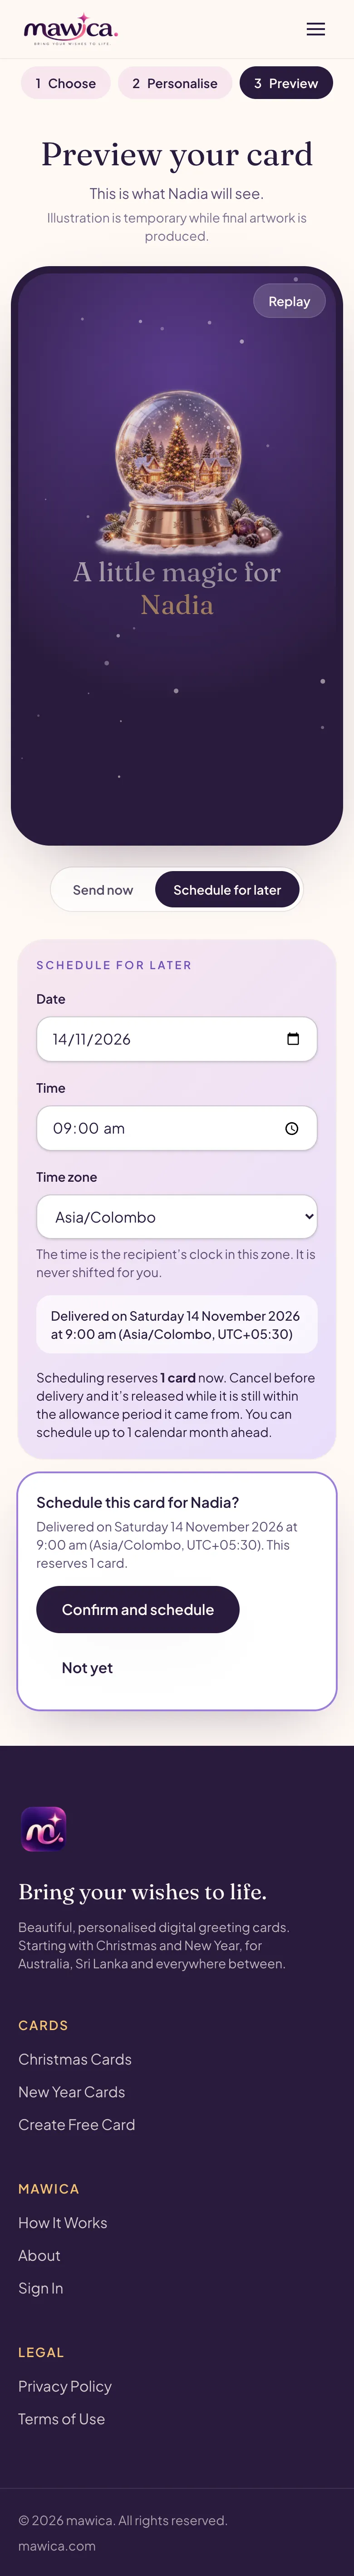 mawica.
BRING YOUR WISHES TO LIFE.
1 Choose
2 Personalise
3 Preview
Preview your card
This is what Nadia will see.
Illustration is temporary while final artwork is
produced.
Replay
A little magic for
Nadia
Send now
Schedule for later
SCHEDULE FOR LATER
Date
14/11/2026
Time
09:00 am
Time zone
Asia/Colombo
The time is the recipient's clock in this zone. It is
never shifted for you.
Delivered on Saturday 14 November 2026
at 9:00 am (Asia/Colombo, UTC+05:30)
Scheduling reserves 1 card now. Cancel before
delivery and it's released while it is still within
the allowance period it came from. You can
schedule up to 1 calendar month ahead.
Schedule this card for Nadia?
Delivered on Saturday 14 November 2026 at
9:00 am (Asia/Colombo, UTC+05:30). This
reserves 1 card.
Confirm and schedule
Not yet
m.
Bring your wishes to life.
Beautiful, personalised digital greeting cards.
Starting with Christmas and New Year, for
Australia, Sri Lanka and everywhere between.
CARDS
Christmas Cards
New Year Cards
Create Free Card
MAWICA
How It Works
About
Sign In
LEGAL
Privacy Policy
Terms of Use
© 2026 mawica. All rights reserved.
mawica.com